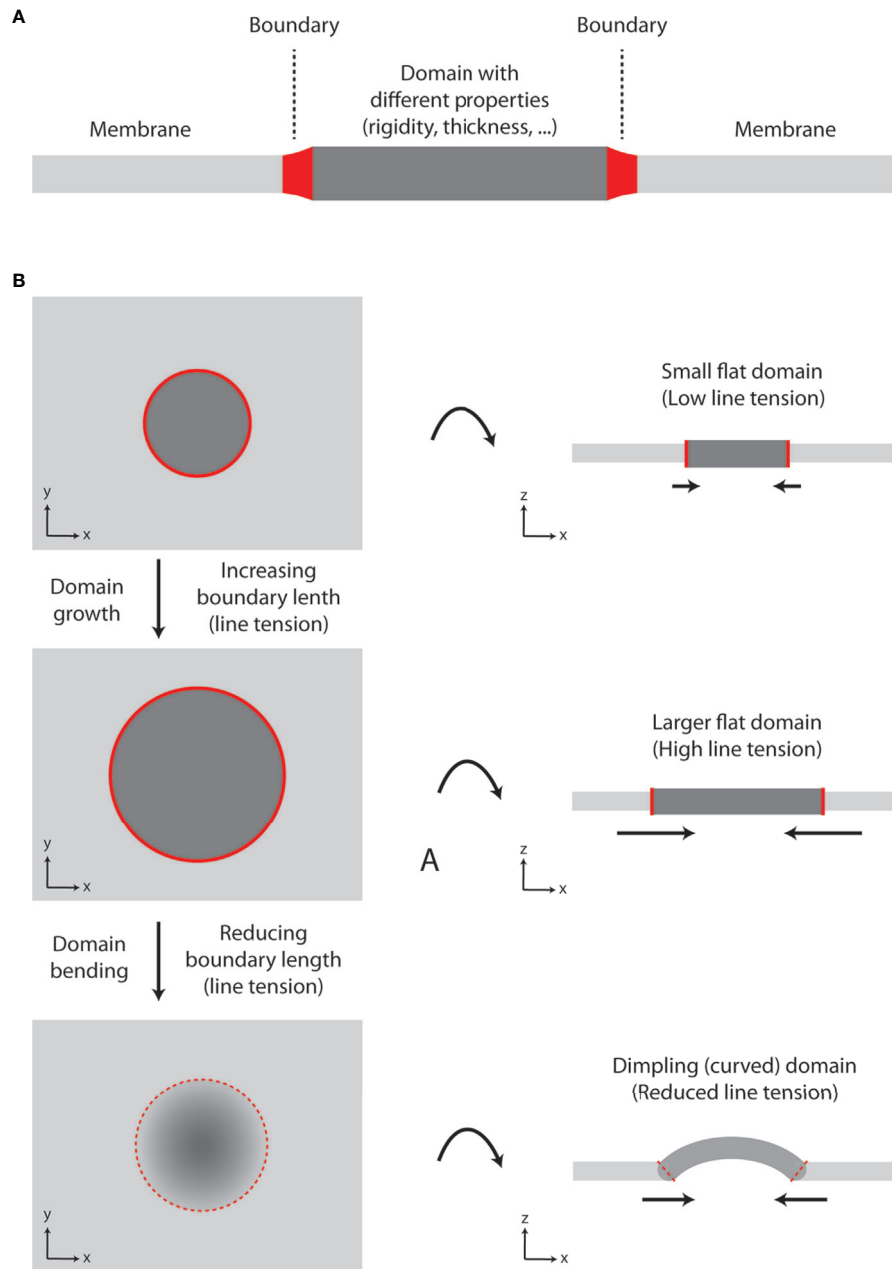 A
Boundary
Boundary
Domain with
different properties
(rigidity, thickness, ...)
Membrane
Membrane
B
y
x
Small flat domain
(Low line tension)
z
x
Domain
growth
Increasing
boundary lenth
(line tension)
y
x
Larger flat domain
(High line tension)
A
z
x
Domain
bending
Reducing
boundary length
(line tension)
y
x
Dimpling (curved) domain
(Reduced line tension)
z
x